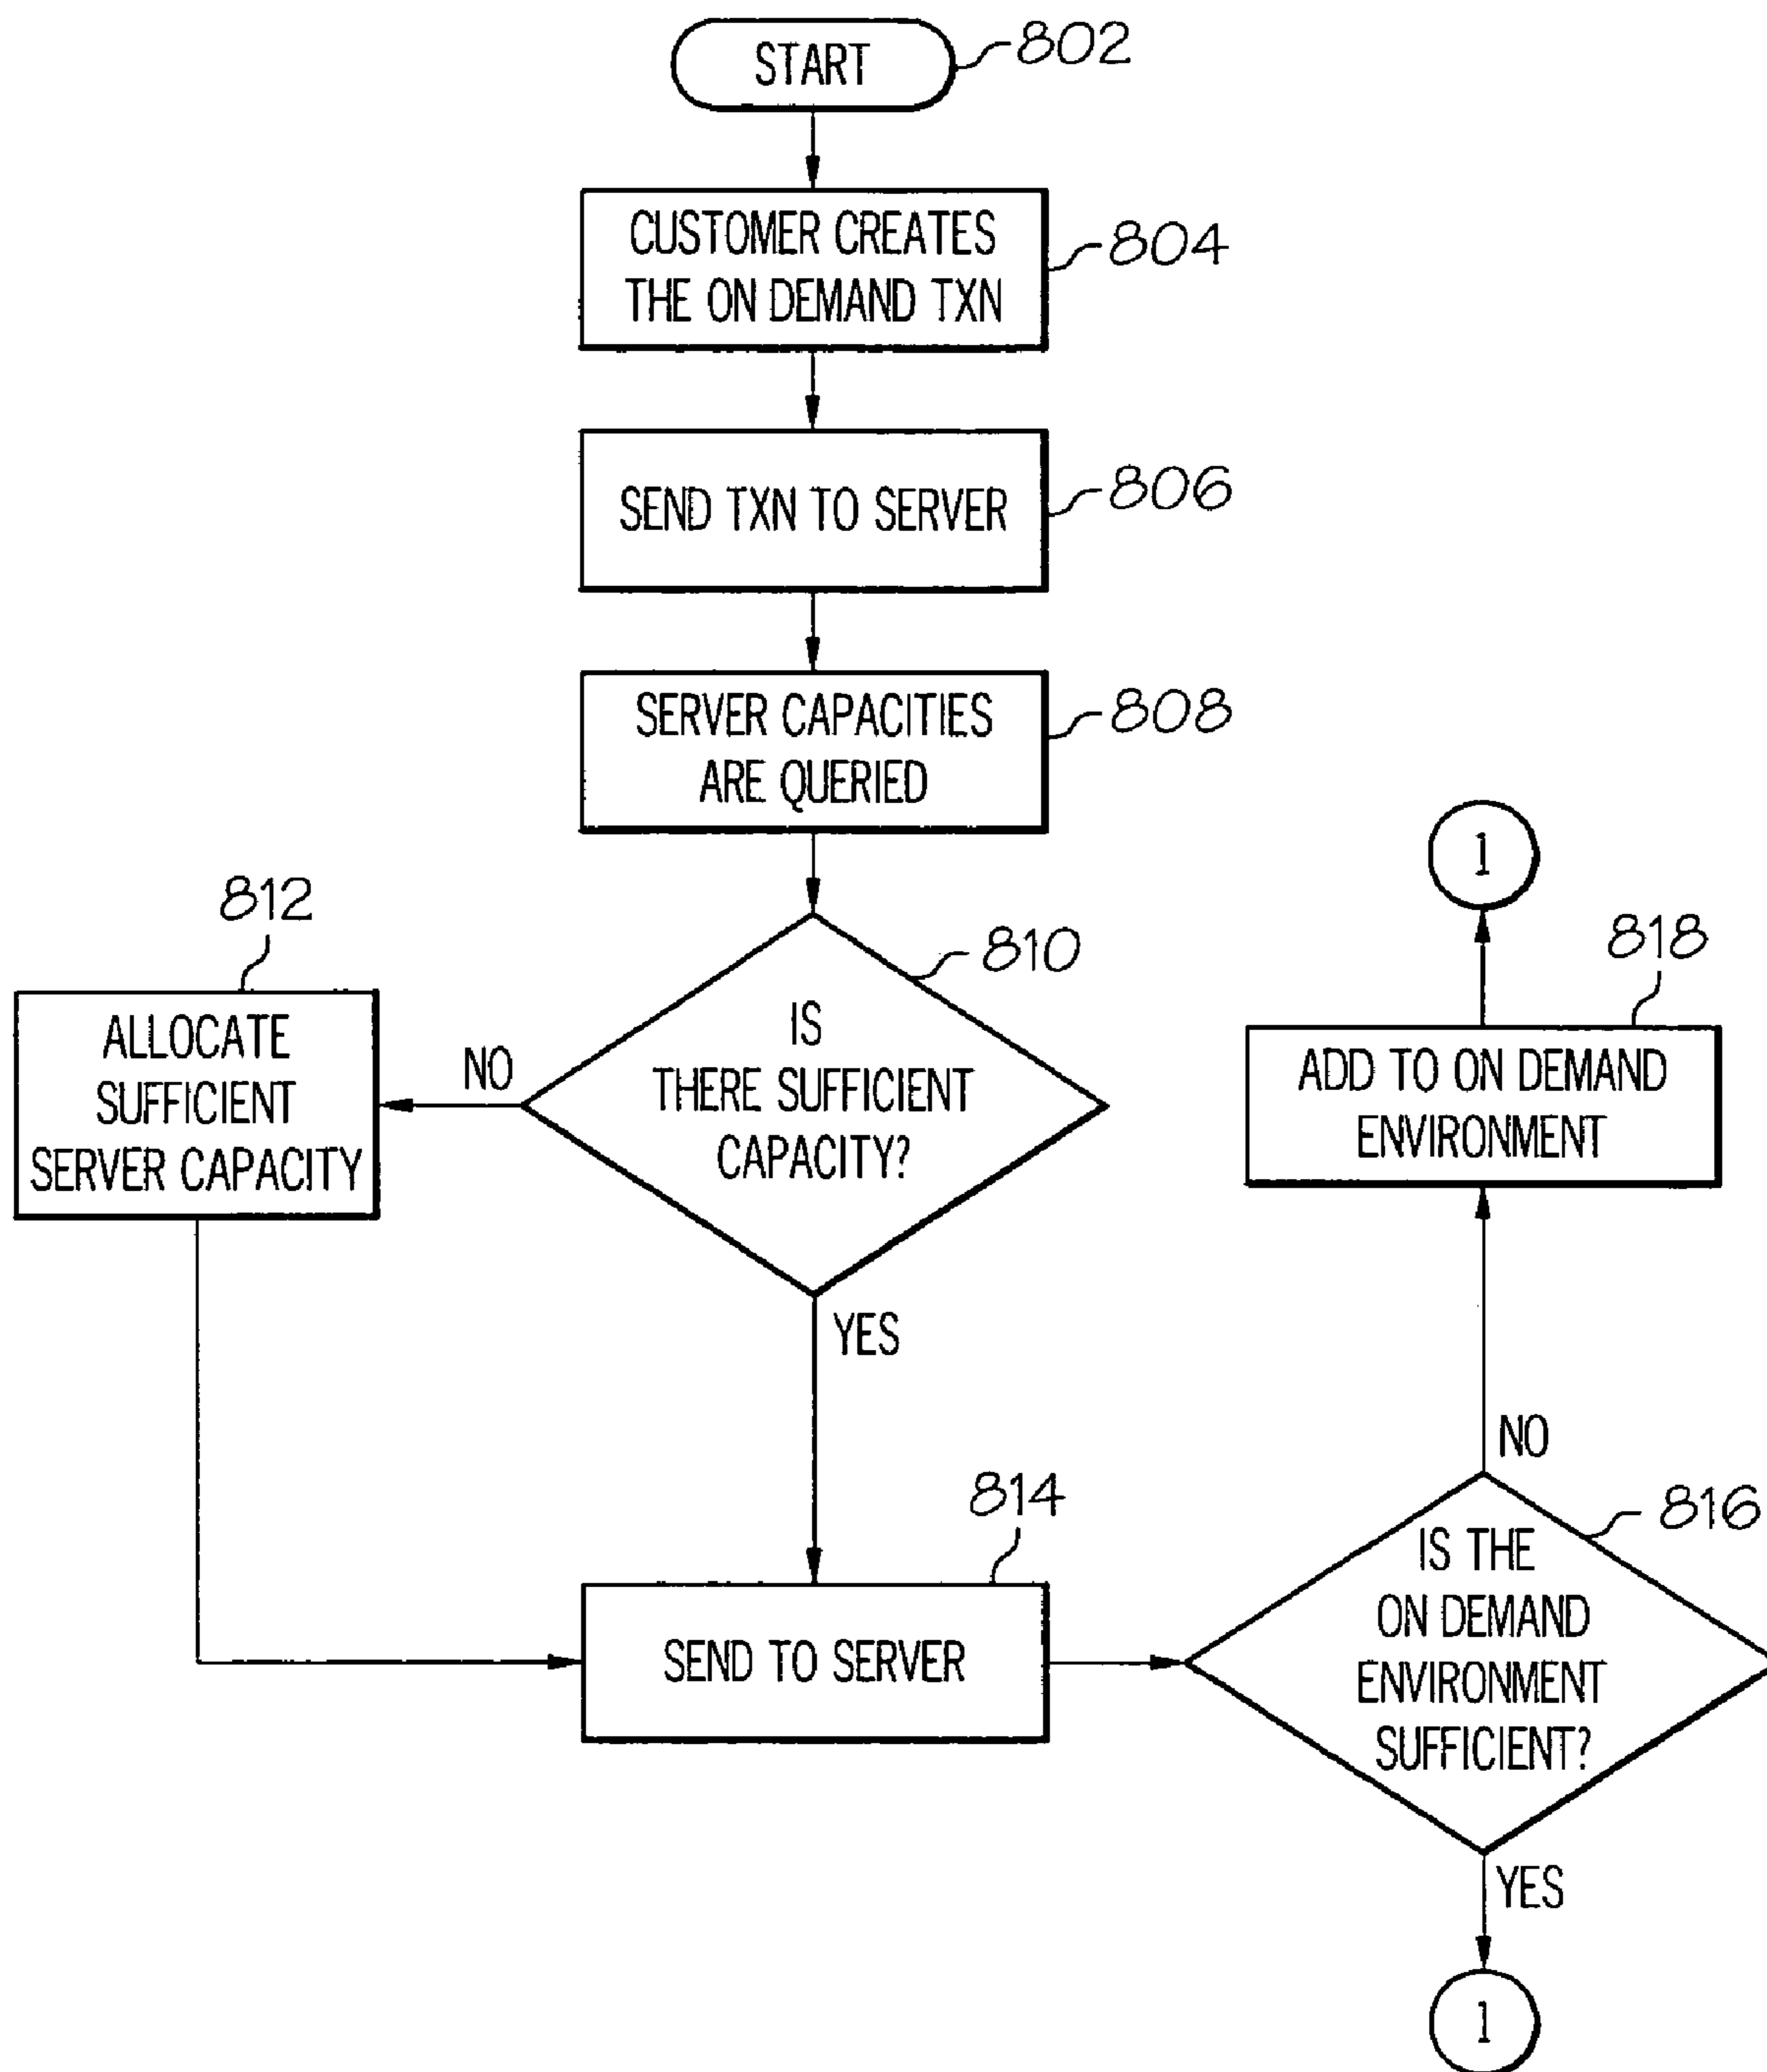 START
802
CUSTOMER CREATES
THE ON DEMAND TXN
804
SEND TXN TO SERVER
806
SERVER CAPACITIES
ARE QUERIED
808
IS
THERE SUFFICIENT
CAPACITY?
810
NO
812
ALLOCATE
SUFFICIENT
SERVER CAPACITY
YES
814
SEND TO SERVER
816
IS THE
ON DEMAND
ENVIRONMENT
SUFFICIENT?
NO
818
ADD TO ON DEMAND
ENVIRONMENT
1
YES
1